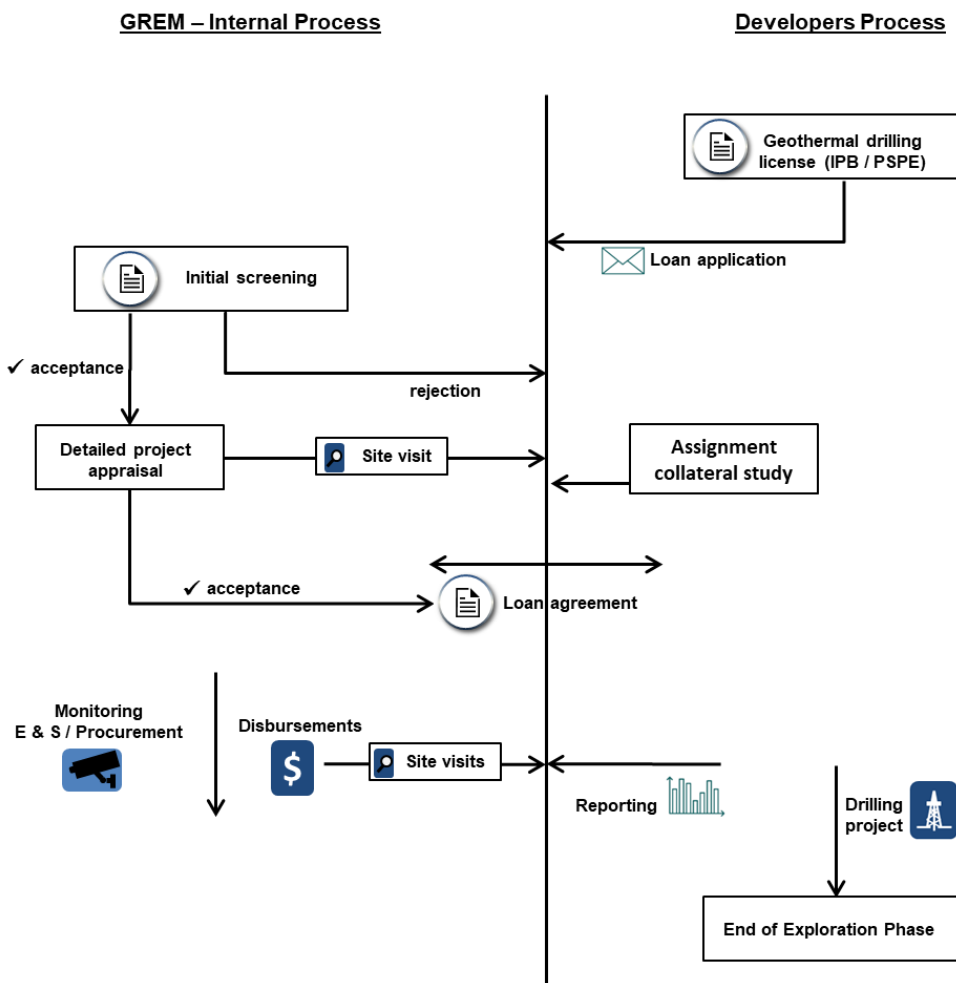 GREM – Internal Process
Developers Process
Geothermal drilling
license (IPB / PSPE)
Loan application
Initial screening
✓ acceptance
rejection
Detailed project
appraisal
Site visit
Assignment
collateral study
✓ acceptance
Loan agreement
Monitoring
E & S / Procurement
Disbursements
$
Site visits
Reporting
Drilling
project
End of Exploration Phase